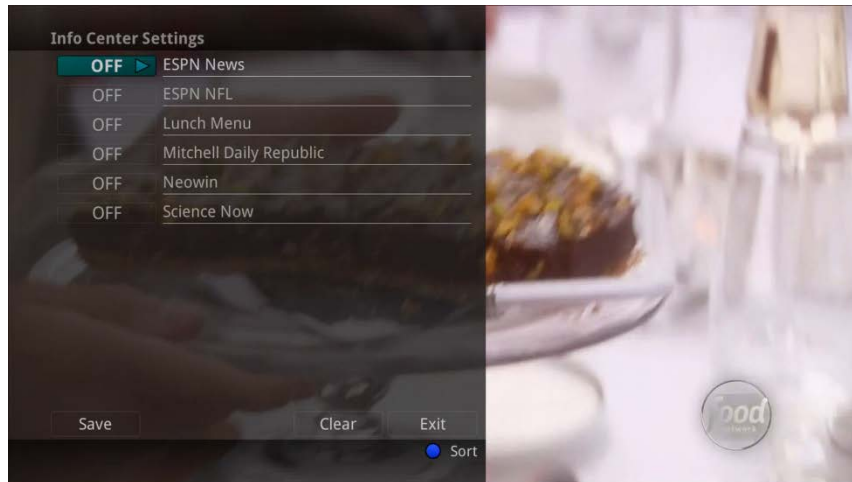 Info Center Settings
OFF ESPN News
OFF ESPN NFL
OFF Lunch Menu
OFF Mitchell Daily Republic
OFF Neowin
OFF Science Now
Save Clear Exit
Sort
food
network